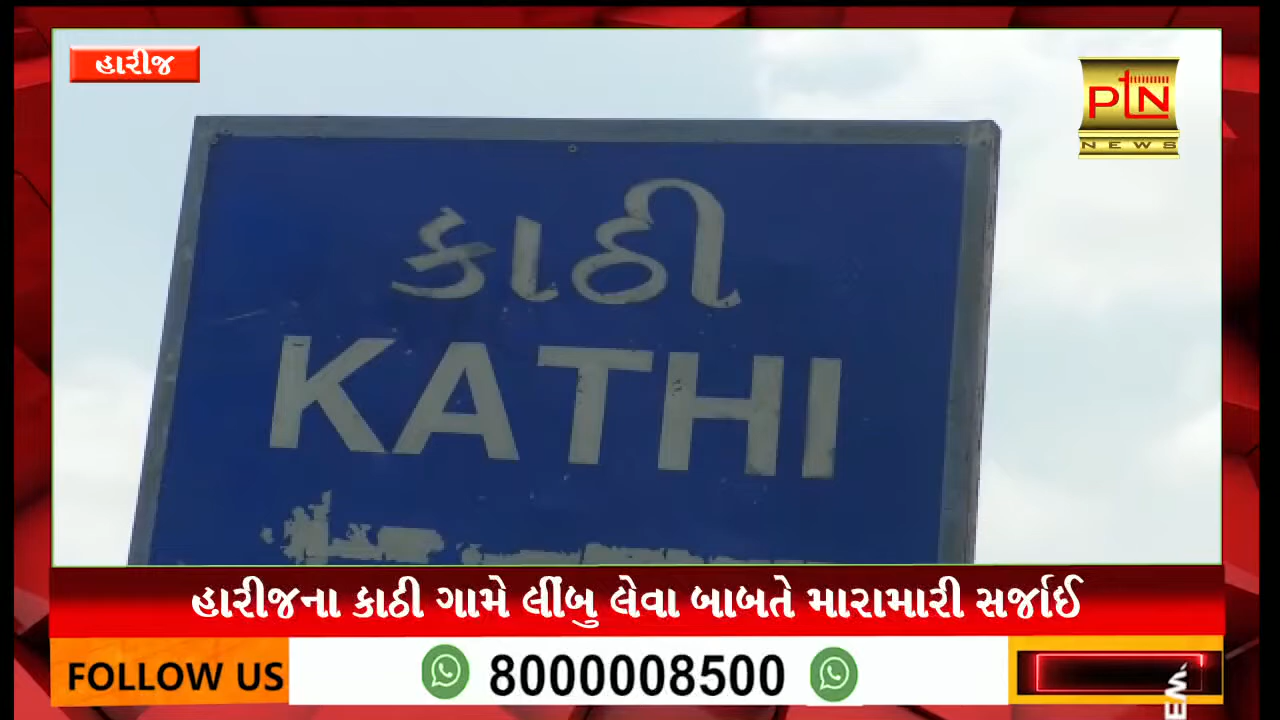 હારીજ
PTN
NEWS
કાઠી
KATHI
હારીજના કાઠી ગામે લીંબુ લેવા બાબતે મારામારી સર્જાઈ
FOLLOW US
8000008500